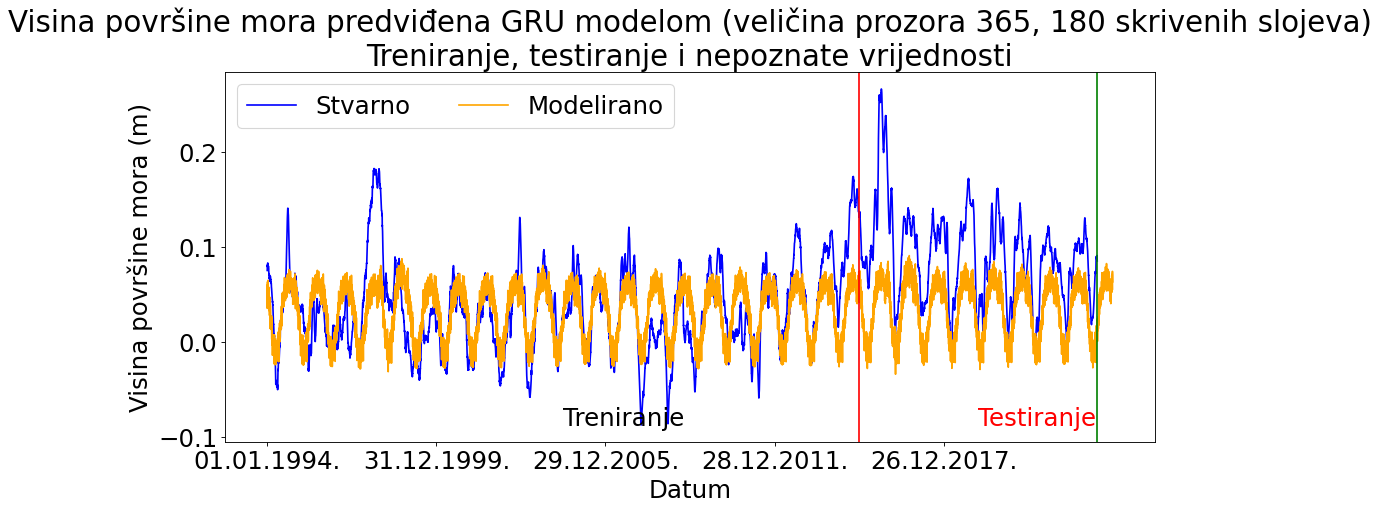 Visina površine mora predviđena GRU modelom (veličina prozora 365, 180 skrivenih slojeva)
Treniranje, testiranje i nepoznate vrijednosti
Stvarno
Modelirano
Visina površine mora (m)
0.2
0.1
0.0
−0.1
Treniranje
Testiranje
01.01.1994.
31.12.1999.
29.12.2005.
28.12.2011.
26.12.2017.
Datum